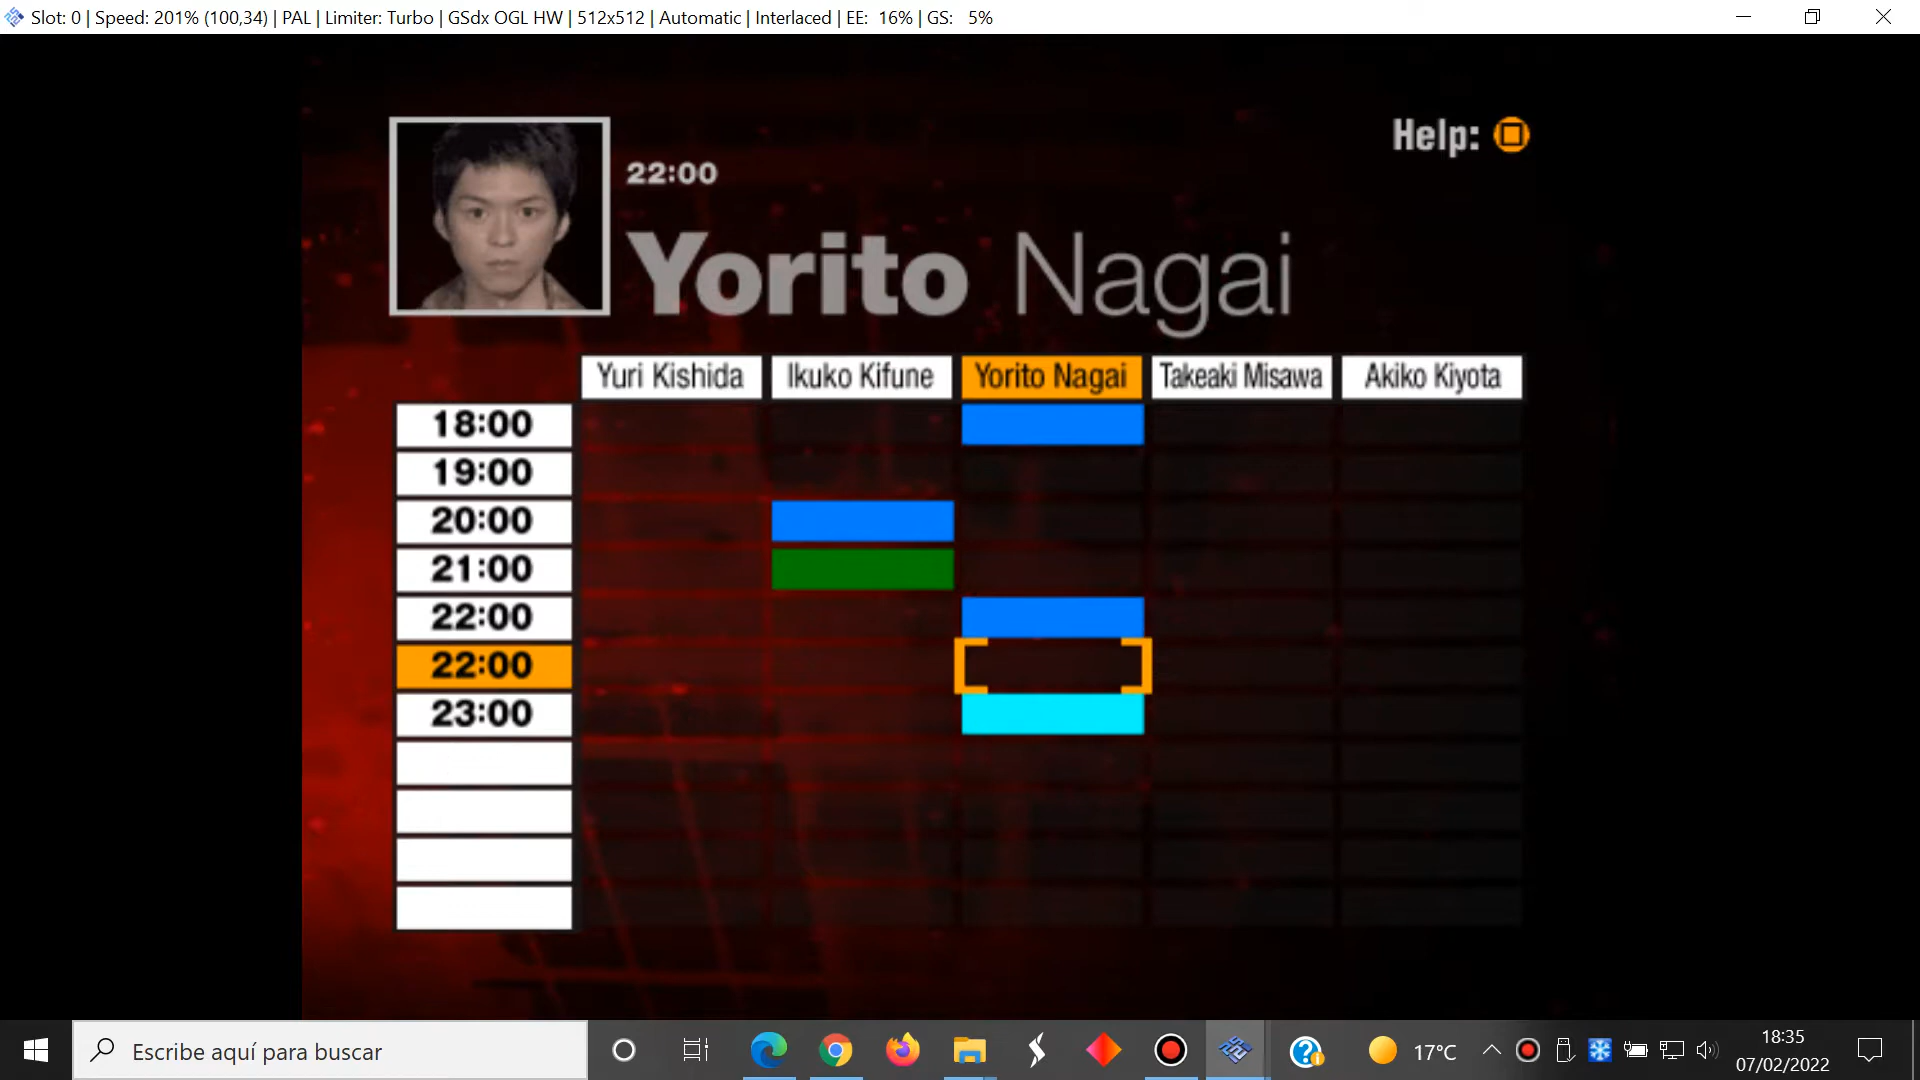 Slot: 0 | Speed: 201% (100,34) | PAL | Limiter: Turbo | GSdx OGL HW | 512x512 | Automatic | Interlaced | EE: 16% | GS: 5%
Help:
22:00
Yorito Nagai
Yuri Kishida Ikuko Kifune Yorito Nagai Takeaki Misawa Akiko Kiyota
18:00
19:00
20:00
21:00
22:00
22:00
23:00
Escribe aquí para buscar
17°C
18:35
07/02/2022